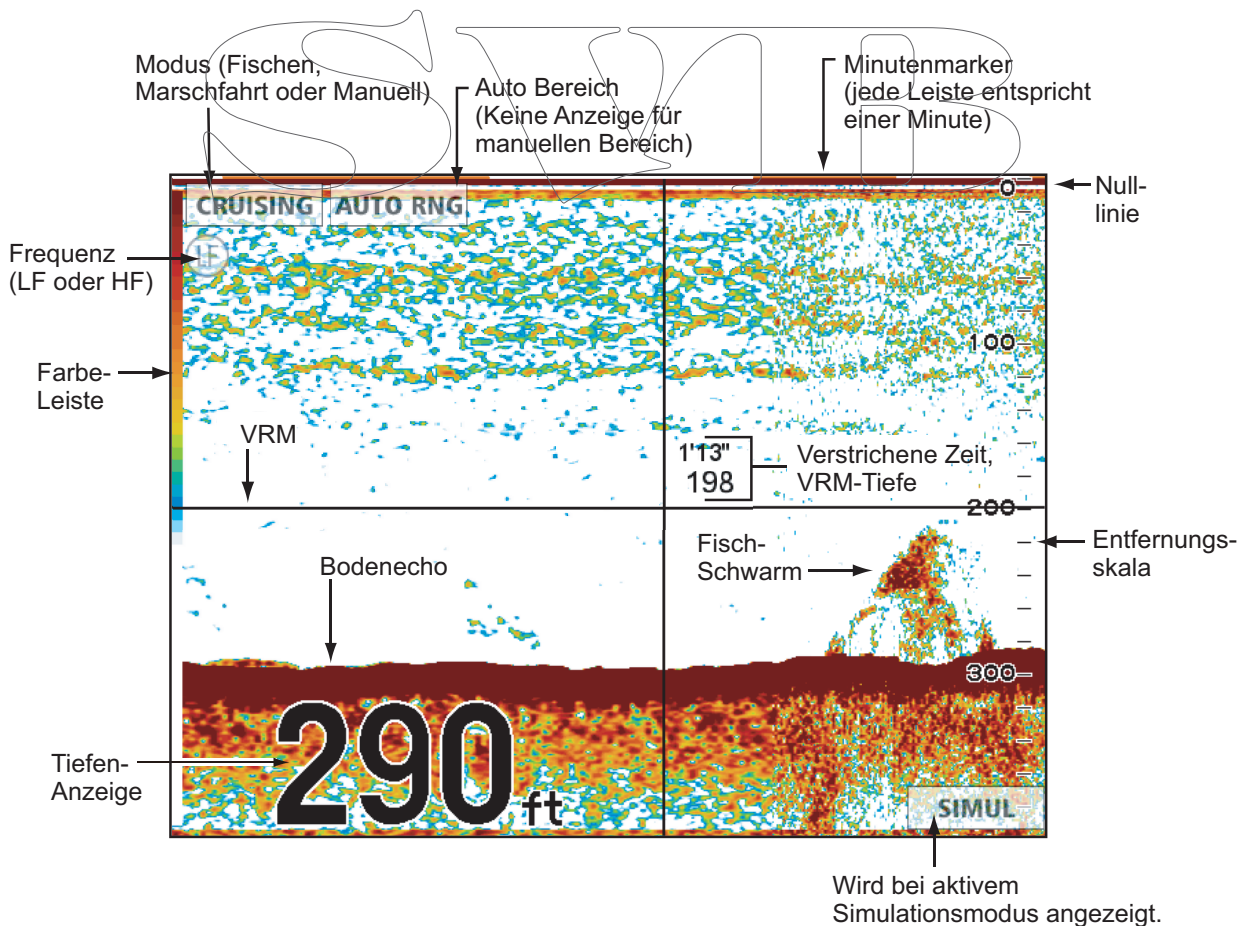 SVB
Modus (Fischen,
Marschfahrt oder Manuell)
Auto Bereich
(Keine Anzeige für
manuellen Bereich)
Minutenmarker
(jede Leiste entspricht
einer Minute)
CRUISING
AUTO RNG
0
Null-
linie
Frequenz
(LF oder HF)
LF
100
Farbe-
Leiste
VRM
1'13"
198
Verstrichene Zeit,
VRM-Tiefe
200
Fisch-
Schwarm
Entfernungs-
skala
Bodenecho
300
Tiefen-
Anzeige
290 ft
SIMUL
Wird bei aktivem
Simulationsmodus angezeigt.